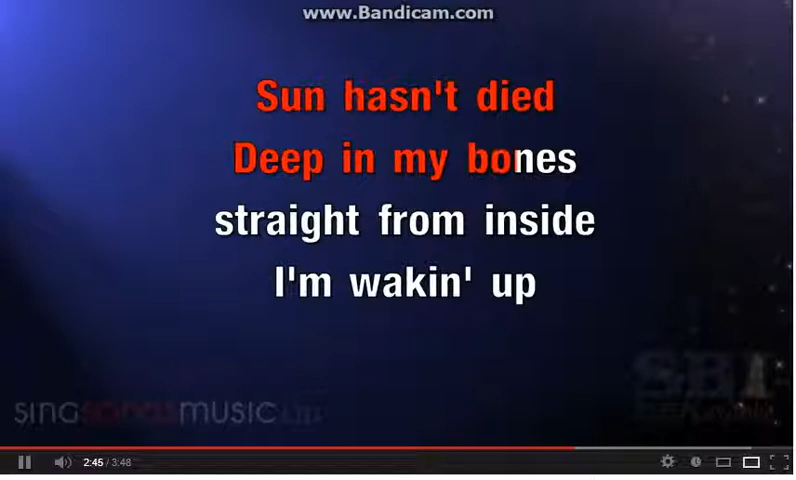 www.Bandicam.com
Sun hasn't died
Deep in my bones
straight from inside
I'm wakin' up
SBI
singsongsmusic
2:45 / 3:48